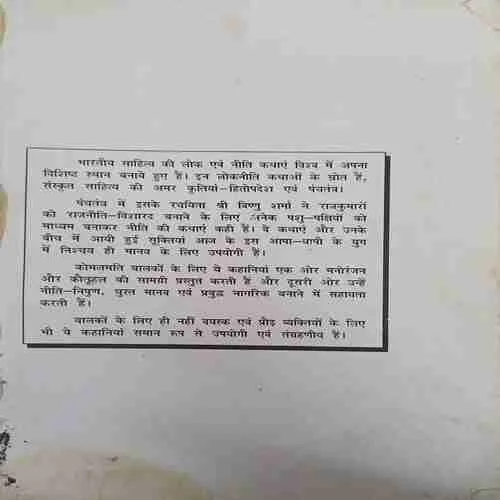 भारतीय साहित्य की लोक एवं नीति कथाएं विश्व में अपना
विशिष्ट स्थान बनाये हुए हैं। इन लोकनीति कथाओं के स्रोत हैं,
संस्कृत साहित्य की अमर कृतियां-हितोपदेश एवं पंचतंत्र।
पंचतंत्र में इसके रचयिता श्री विष्णु शर्मा ने राजकुमारों
को राजनीति-विशारद बनाने के लिए अनेक पशु-पक्षियों को
माध्यम बनाकर नीति की कथाएं कही हैं। ये कथाएं और उनके
बीच में आयी हुई सूक्तियां आज के इस आपा-धापी के युग
में निश्चय ही मानव के लिए उपयोगी हैं।
कोमलमति बालकों के लिए ये कहानियां एक ओर मनोरंजन
और कौतूहल की सामग्री प्रस्तुत करती हैं और दूसरी ओर उन्हें
नीति-निपुण, चुस्त मानव एवं प्रबुद्ध नागरिक बनाने में सहायता
करती हैं।
बालकों के लिए ही नहीं वयस्क एवं प्रौढ़ व्यक्तियों के लिए
भी ये कहानियां समान रूप से उपयोगी एवं संग्रहणीय हैं।